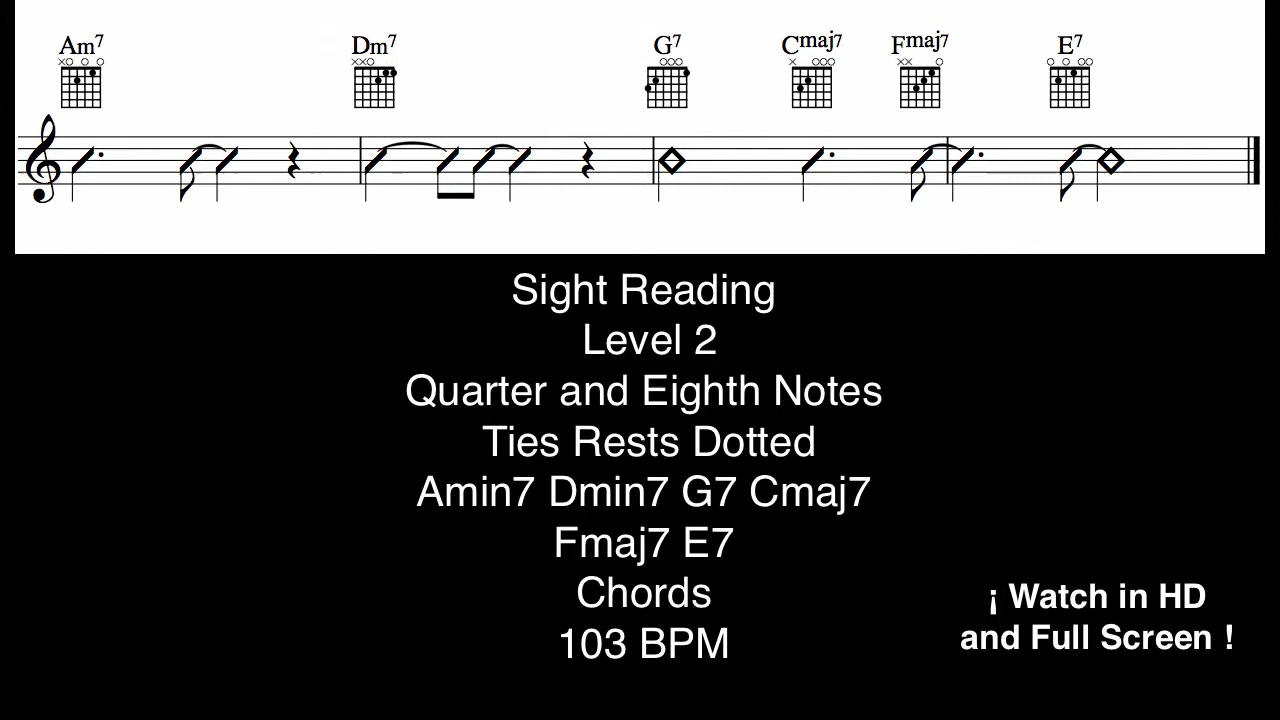 Am7 Dm7 G7 Cmaj7 Fmaj7 E7
Sight Reading
Level 2
Quarter and Eighth Notes
Ties Rests Dotted
Amin7 Dmin7 G7 Cmaj7
Fmaj7 E7
Chords
103 BPM
¡ Watch in HD
and Full Screen !